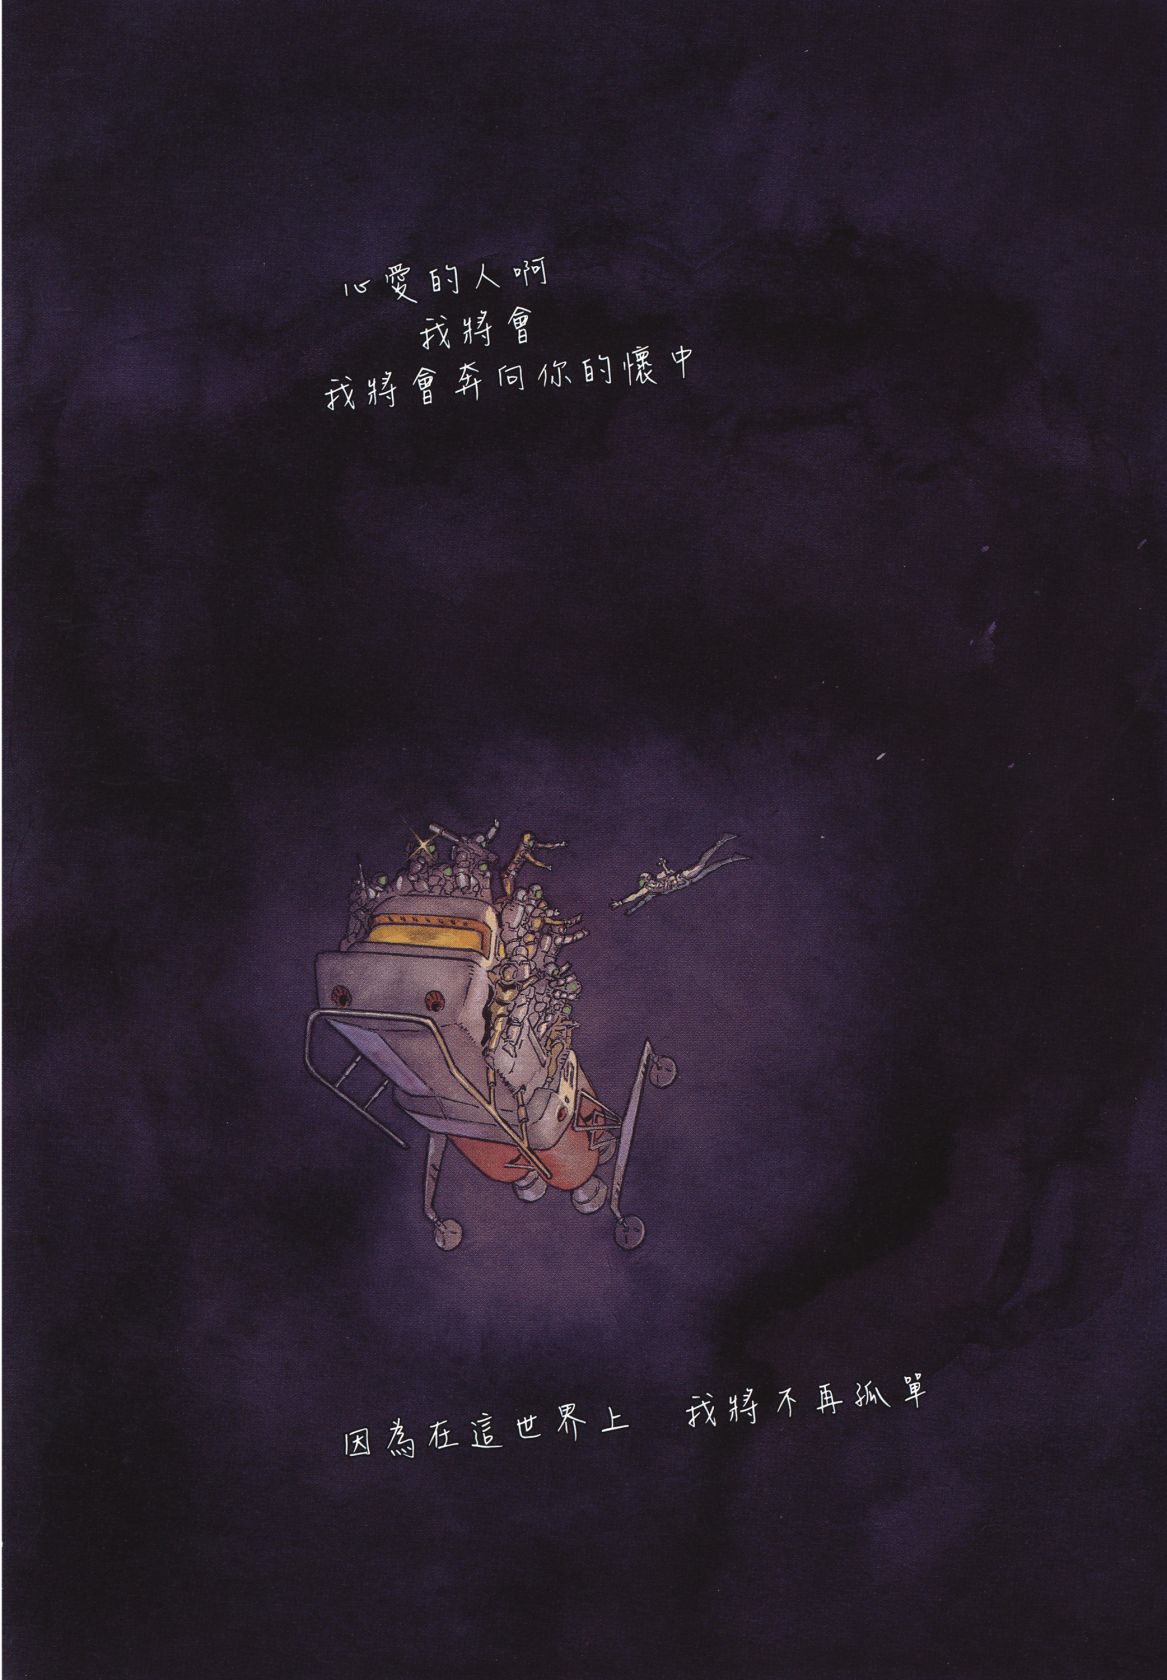 心愛的人啊
我將會
我將會奔向你的懷中
因為在這世界上　我將不再孤單